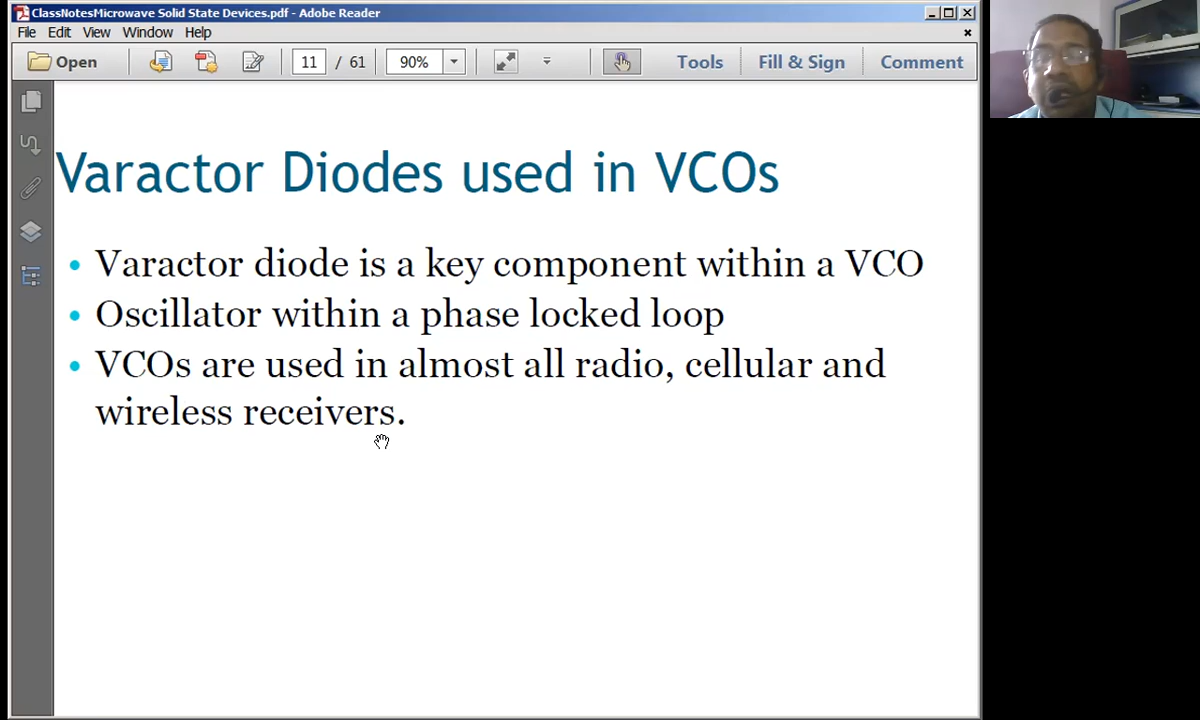 ClassNotesMicrowave Solid State Devices.pdf - Adobe Reader
File Edit View Window Help
Open 11 / 61 90% Tools Fill & Sign Comment
Varactor Diodes used in VCOs
• Varactor diode is a key component within a VCO
• Oscillator within a phase locked loop
• VCOs are used in almost all radio, cellular and
wireless receivers.